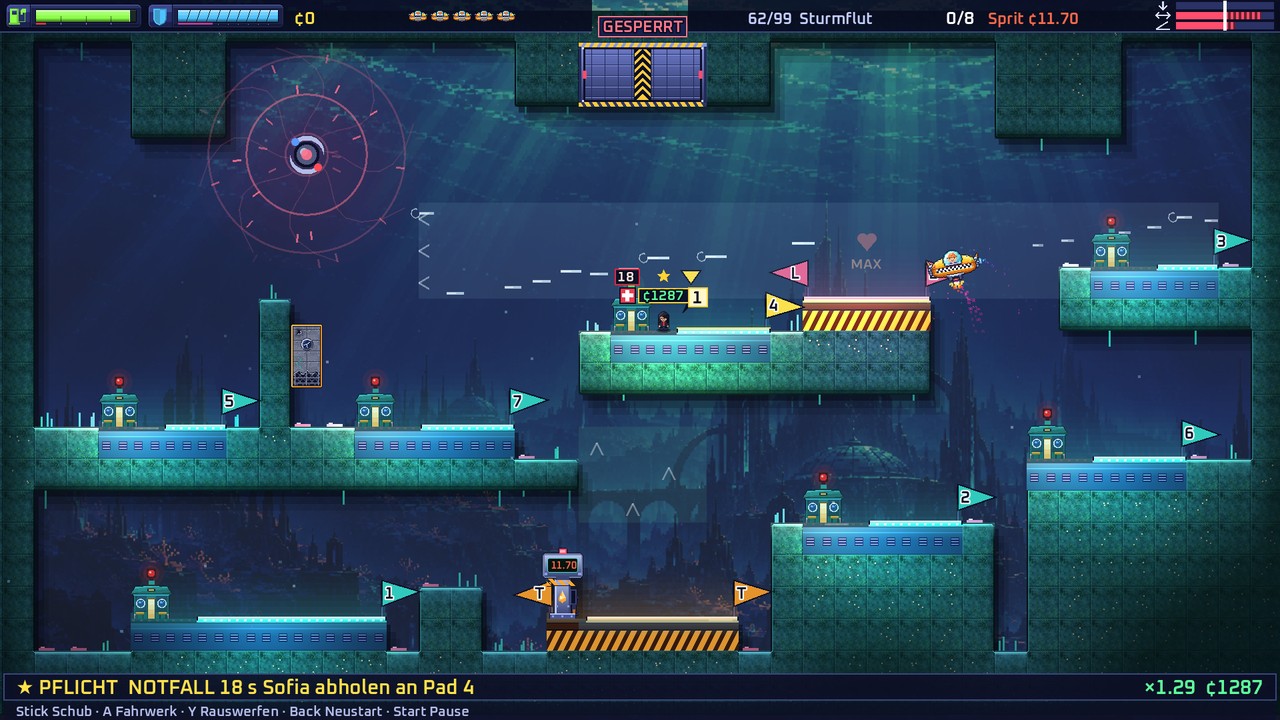 ¢0
GESPERRT
62/99 Sturmflut
0/8 Sprit ¢11.70
3
L
MAX
18
¢1287 1
4
5
7
6
2
11.70
1
T
T
★ PFLICHT NOTFALL 18 s Sofia abholen an Pad 4
×1.29 ¢1287
Stick Schub · A Fahrwerk · Y Rauswerfen · Back Neustart · Start Pause